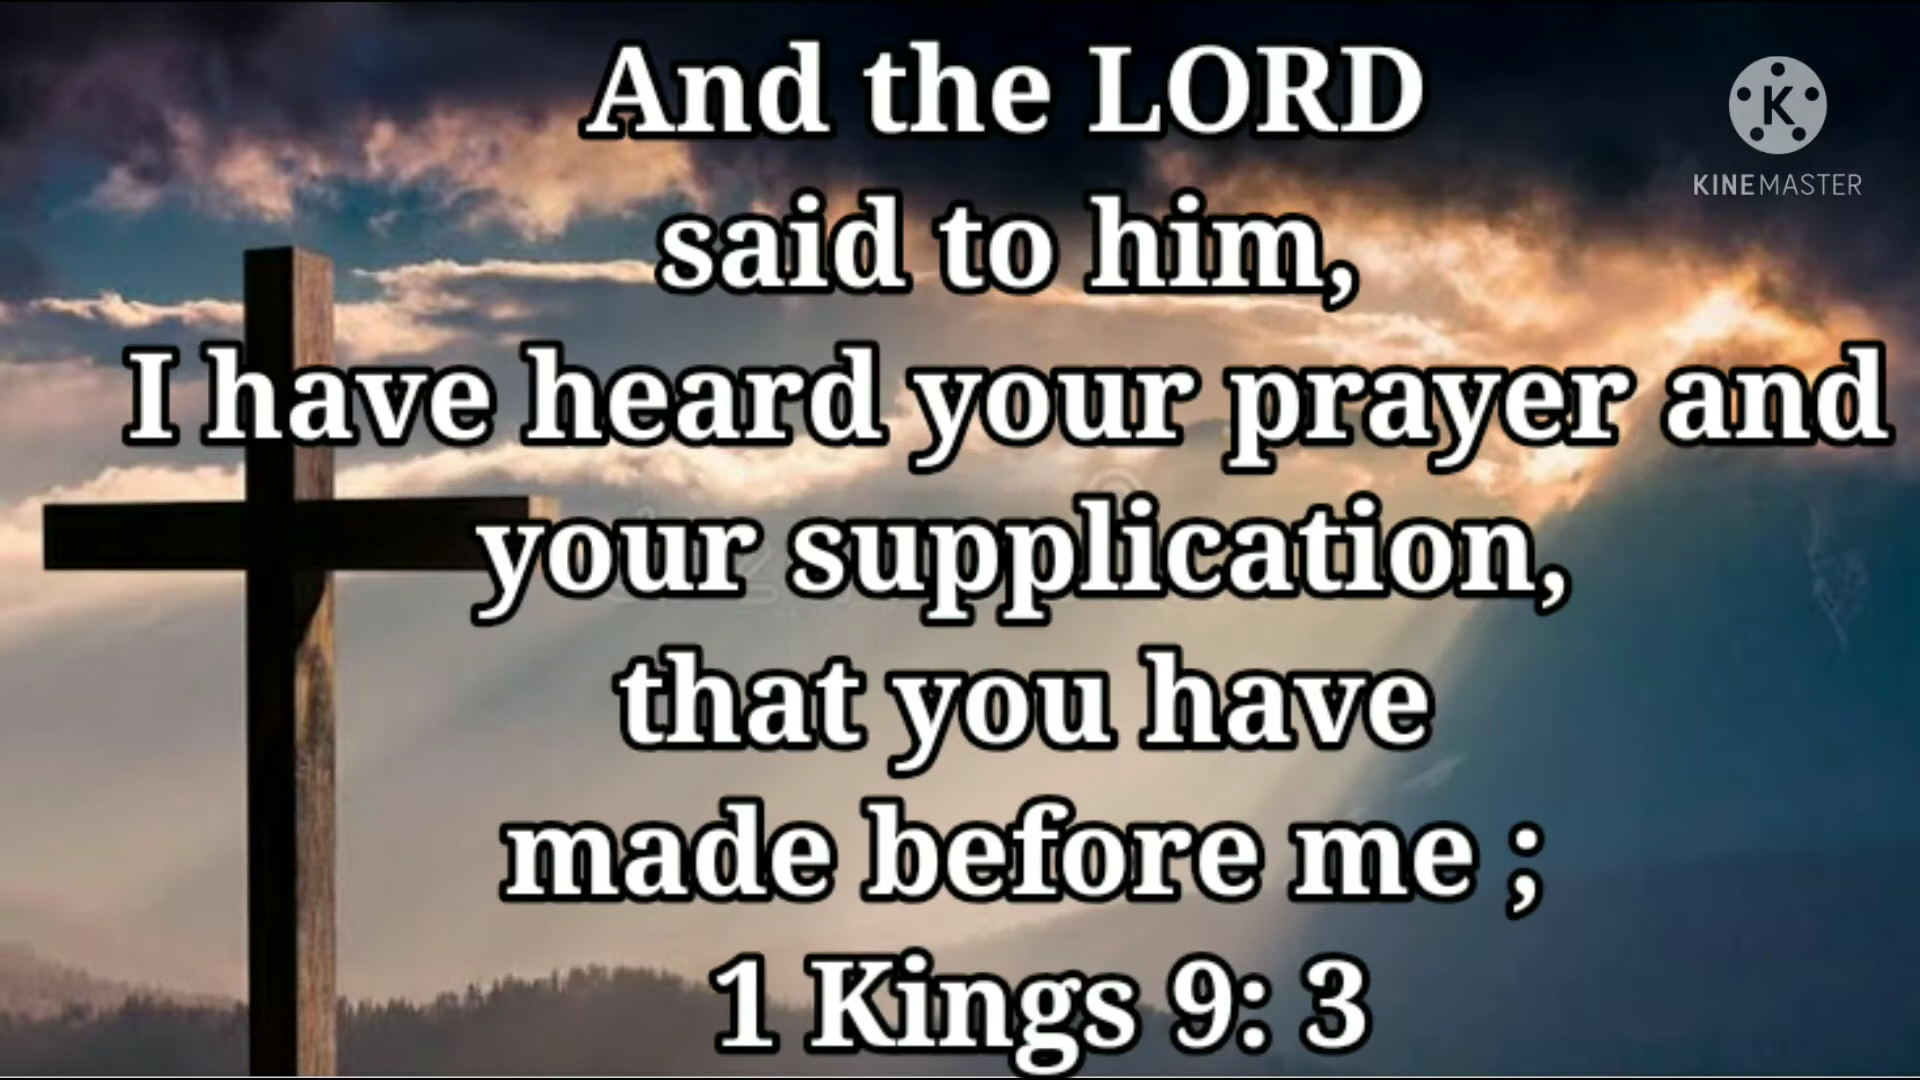 And the LORD
said to him,
I have heard your prayer and
your supplication,
that you have
made before me ;
1 Kings 9: 3
K
KINEMASTER